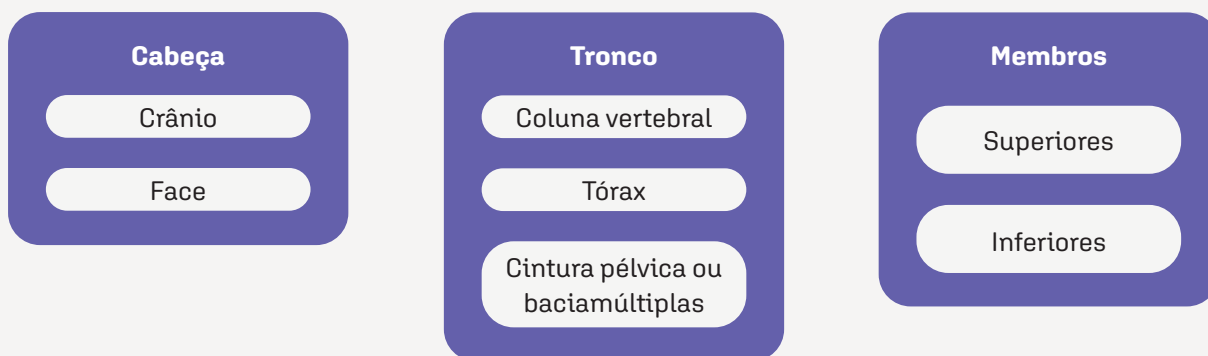 Cabeça
Crânio
Face
Tronco
Coluna vertebral
Tórax
Cintura pélvica ou
baciamúltiplas
Membros
Superiores
Inferiores